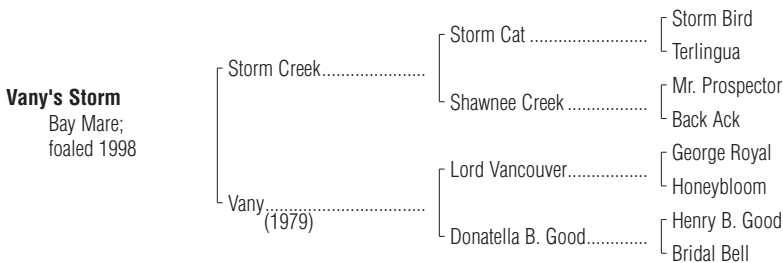 Vany's Storm
Bay Mare;
foaled 1998
Storm Creek......................
Vany..................................
(1979)
Storm Cat .........................
Shawnee Creek .................
Lord Vancouver.................
Donatella B. Good.............
Storm Bird
Terlingua
Mr. Prospector
Back Ack
George Royal
Honeybloom
Henry B. Good
Bridal Bell